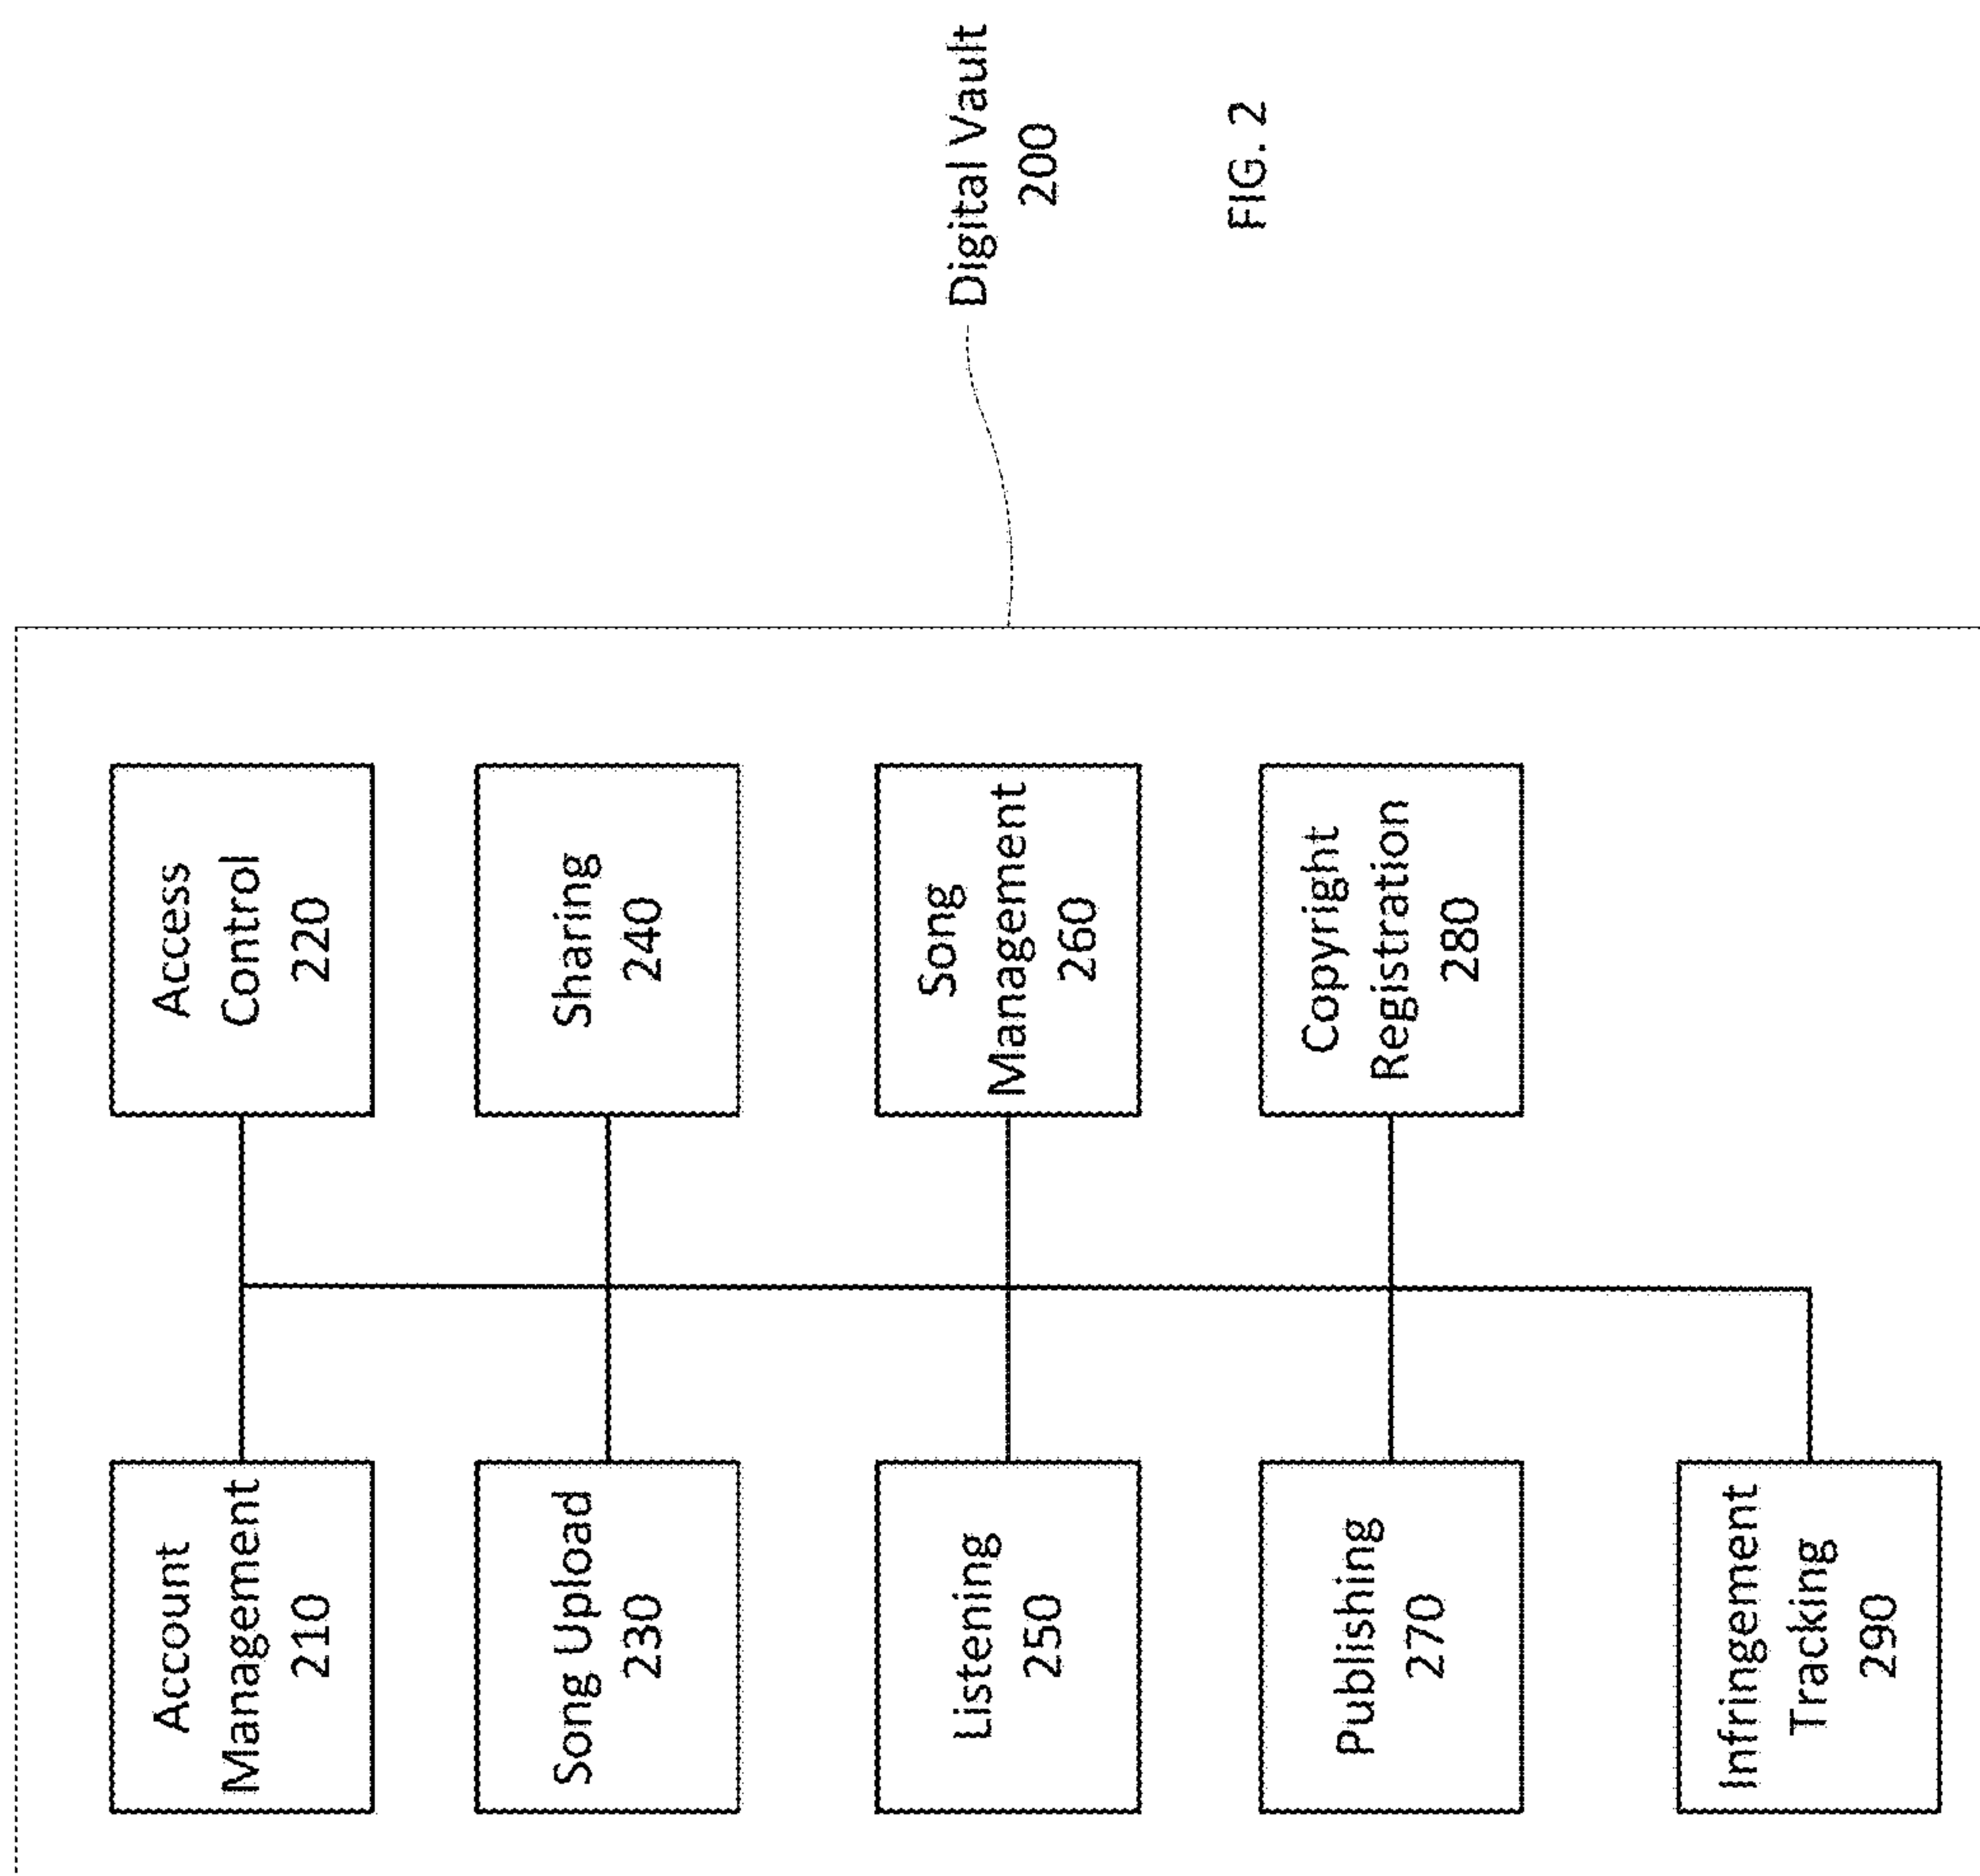 Account
Management
210
Access
Control
220
Song Upload
230
Sharing
240
Listening
250
Song
Management
260
Publishing
270
Copyright
Registration
280
Infringement
Tracking
290
Digital Vault
200
FIG. 2